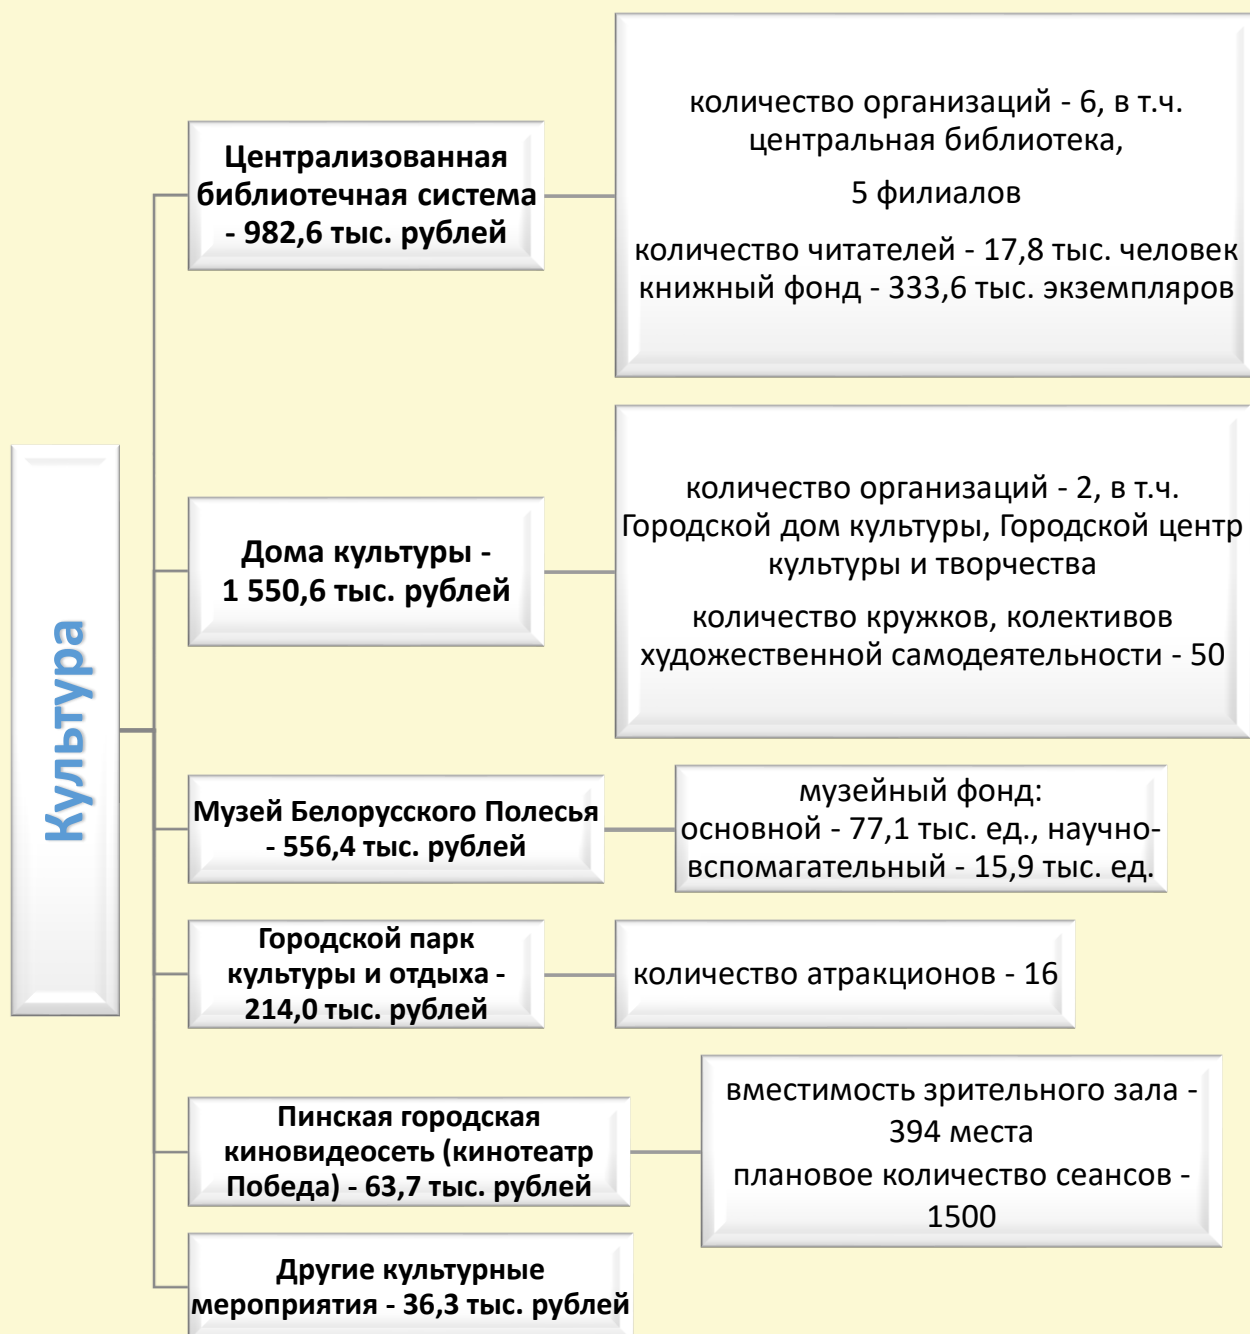 Культура
Централизованная
библиотечная система
- 982,6 тыс. рублей
количество организаций - 6, в т.ч.
центральная библиотека,
5 филиалов
количество читателей - 17,8 тыс. человек
книжный фонд - 333,6 тыс. экземпляров
Дома культуры -
1 550,6 тыс. рублей
количество организаций - 2, в т.ч.
Городской дом культуры, Городской центр
культуры и творчества
количество кружков, колективов
художественной самодеятельности - 50
Музей Белорусского Полесья
- 556,4 тыс. рублей
музейный фонд:
основной - 77,1 тыс. ед., научно-
вспомагательный - 15,9 тыс. ед.
Городской парк
культуры и отдыха -
214,0 тыс. рублей
количество атракционов - 16
Пинская городская
киновидеосеть (кинотеатр
Победа) - 63,7 тыс. рублей
вместимость зрительного зала -
394 места
плановое количество сеансов -
1500
Другие культурные
мероприятия - 36,3 тыс. рублей